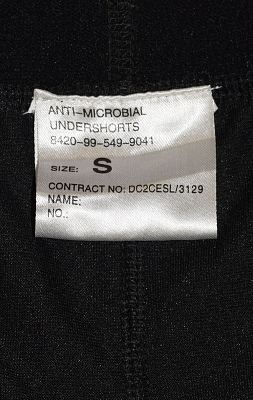 ANTI-MICROBIAL
UNDERSHORTS
8420-99-549-9041
SIZE: S
CONTRACT NO: DC2CESL/3129
NAME:
NO.: